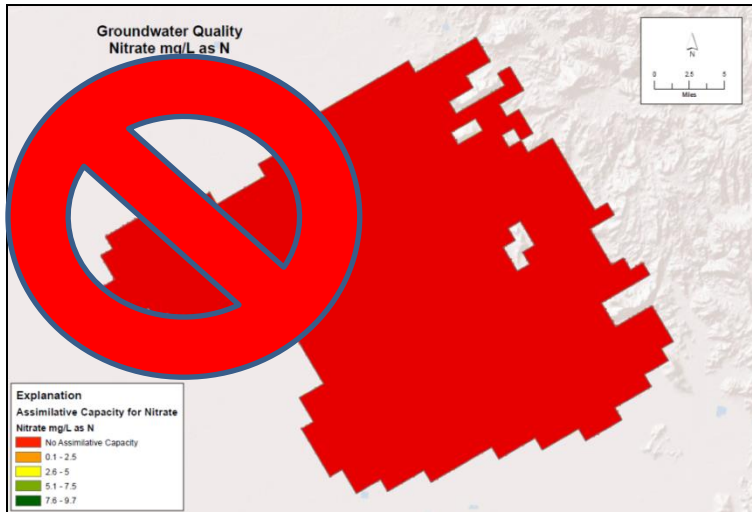 Groundwater Quality
Nitrate mg/L as N
N
0 2.5 5
Miles
Explanation
Assimilative Capacity for Nitrate
Nitrate mg/L as N
No Assimilative Capacity
0.1 - 2.5
2.6 - 5
5.1 - 7.5
7.6 - 9.7